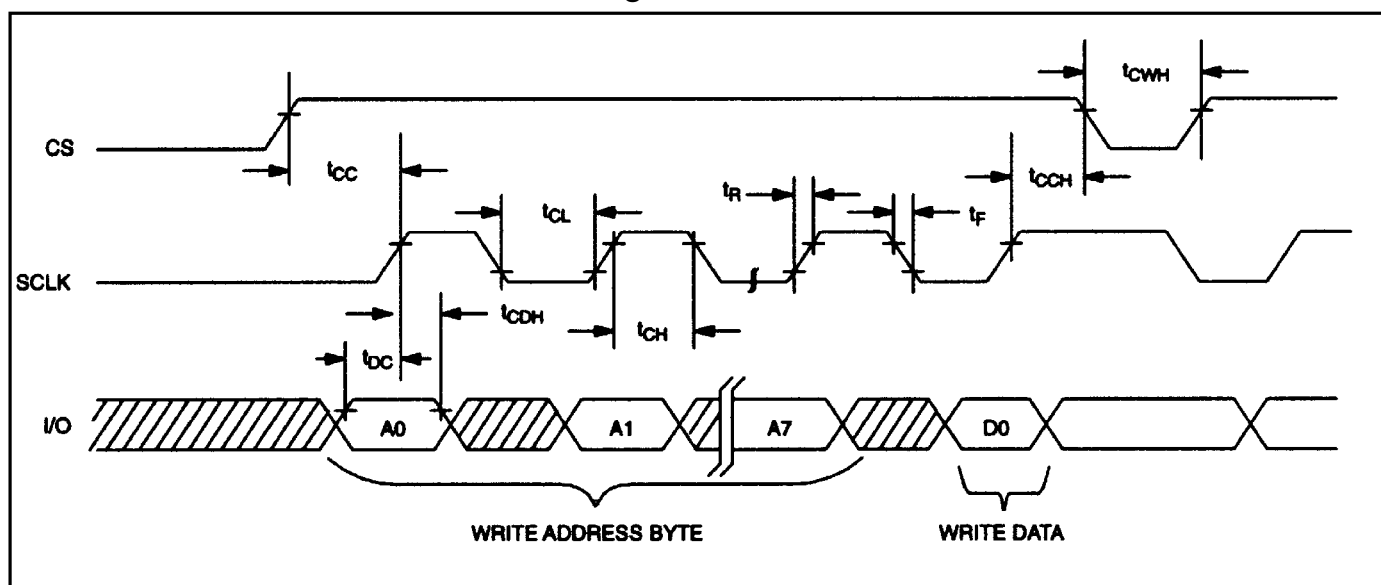 CS
tCWH
tCC
tCCH
tCL
tR
tF
SCLK
tCDH
tCH
tDC
I/O
A0
A1
A7
D0
WRITE ADDRESS BYTE
WRITE DATA